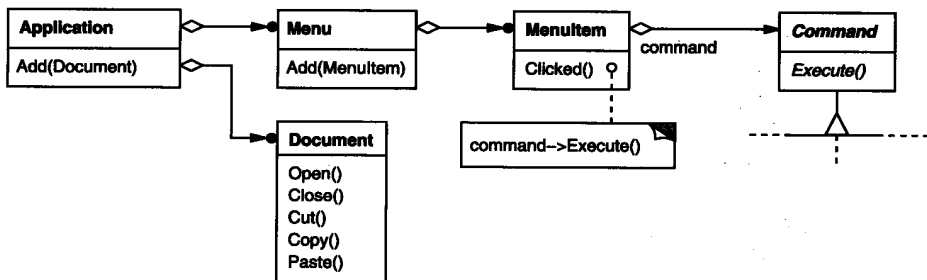 Application
Add(Document)
Menu
Add(MenuItem)
MenuItem
Clicked()
command
Command
Execute()
command->Execute()
Document
Open()
Close()
Cut()
Copy()
Paste()